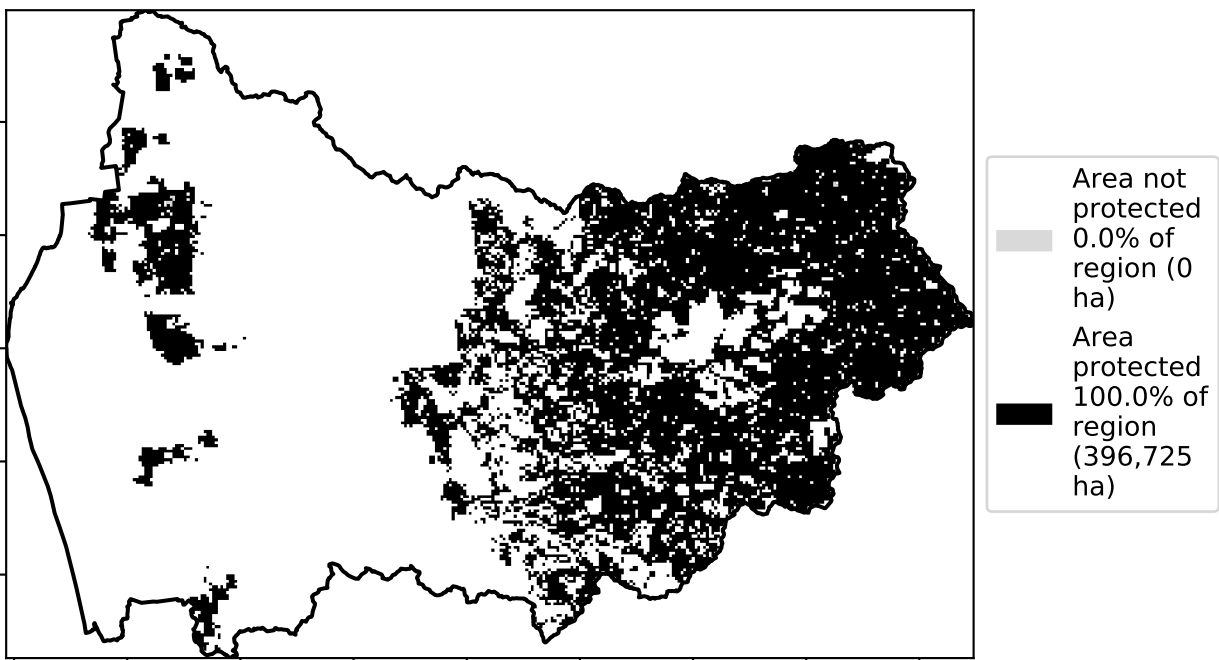 Area not
protected
0.0% of
region (0
ha)
Area
protected
100.0% of
region
(396,725
ha)